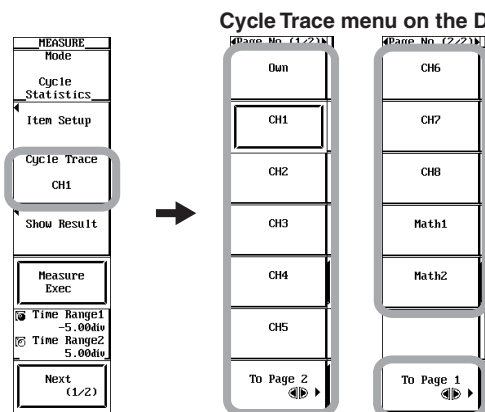 Cycle Trace menu on the D
MEASURE
Mode
Cycle
Statistics
Item Setup
Cycle Trace
CH1
Show Result
Measure
Exec
Time Range1
-5.00div
Time Range2
5.00div
Next
(1/2)
Page No.(1/2)
Own
CH1
CH2
CH3
CH4
CH5
To Page 2
Page No.(2/2)
CH6
CH7
CH8
Math1
Math2
To Page 1